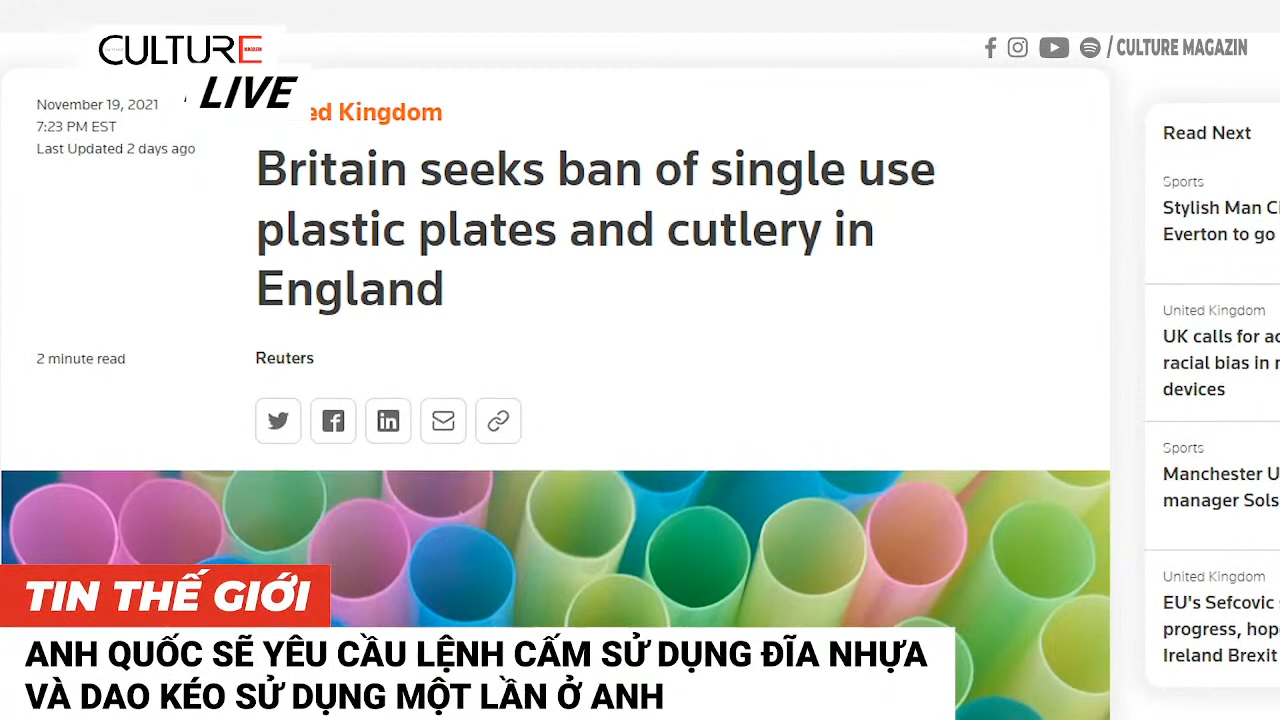 CULTURE MAGAZIN
LIVE
/ CULTURE MAGAZIN
November 19, 2021
7:23 PM EST
Last Updated 2 days ago
ed Kingdom
Britain seeks ban of single use
plastic plates and cutlery in
England
2 minute read
Reuters
Read Next
Sports
Stylish Man
Everton to go
United Kingdom
UK calls for
racial bias in
devices
Sports
Manchester
manager
United Kingdom
EU's Sefcovic
progress,
Ireland Brexit
TIN THẾ GIỚI
ANH QUỐC SẼ YÊU CẦU LỆNH CẤM SỬ DỤNG ĐĨA NHỰA
VÀ DAO KÉO SỬ DỤNG MỘT LẦN Ở ANH